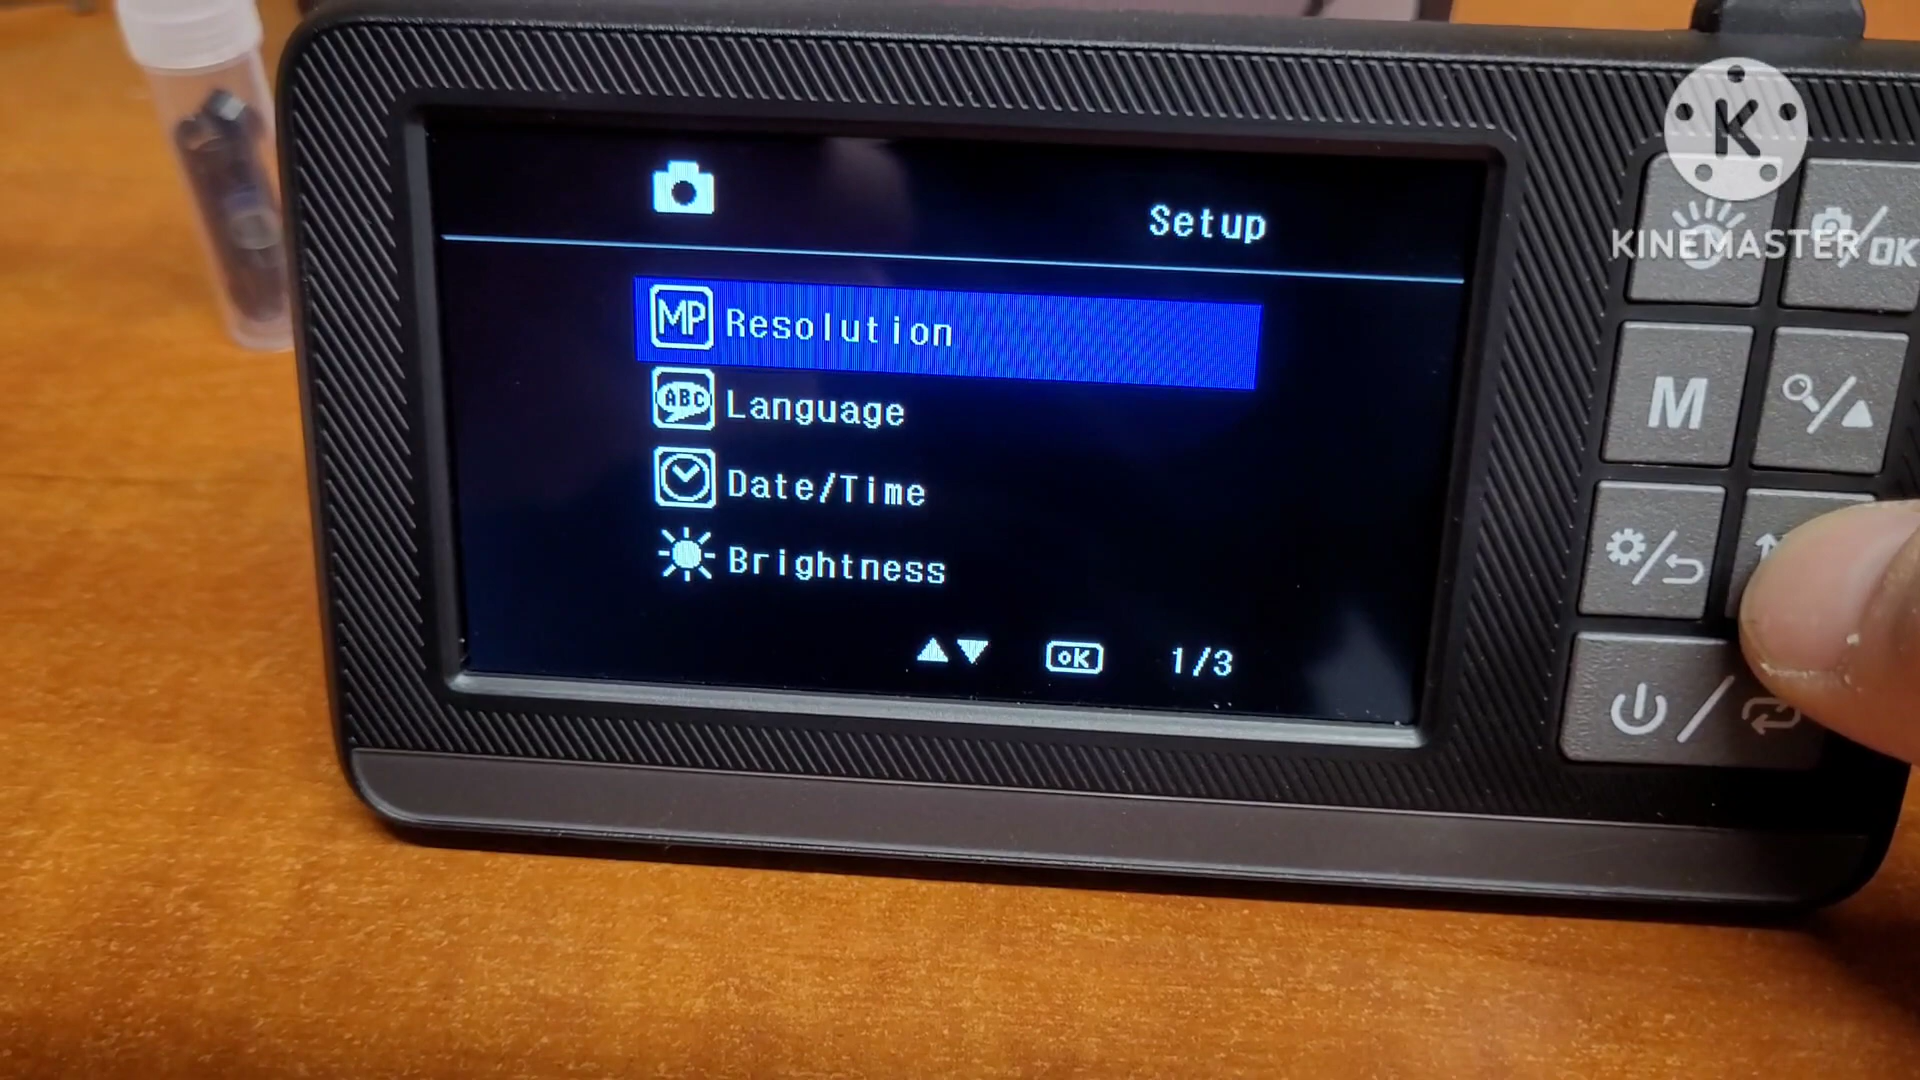 Setup
MP Resolution
ABC Language
Date/Time
Brightness
OK 1/3
K
KINEMASTER
/OK
M